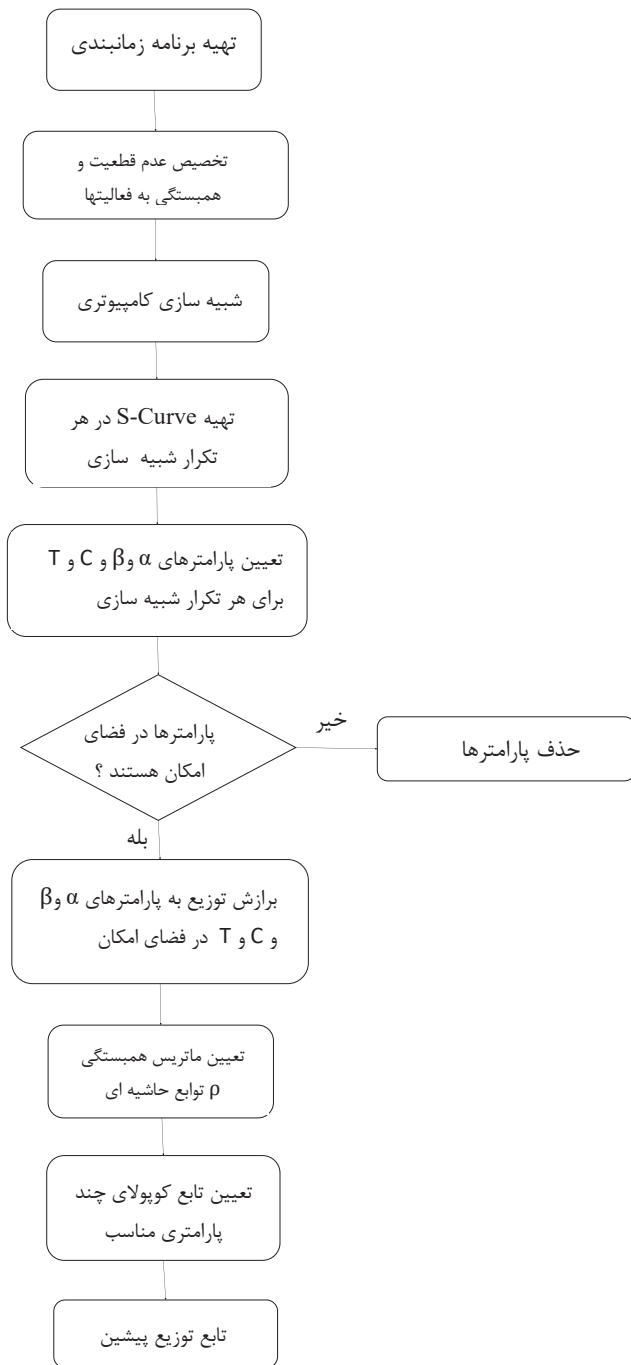 تهیه برنامه زمانبندی
تخصیص عدم قطعیت و
همبستگی به فعالیتها
شبیه سازی کامپیوتری
تهیه S-Curve در هر
تکرار شبیه سازی
تعیین پارامترهای α وβ و C و T
برای هر تکرار شبیه سازی
پارامترها در فضای
امکان هستند ؟
خیر
حذف پارامترها
بله
برازش توزیع به پارامترهای α وβ
و C و T در فضای امکان
تعیین ماتریس همبستگی
ρ توابع حاشیه ای
تعیین تابع کوپولای چند
پارامتری مناسب
تابع توزیع پیشین